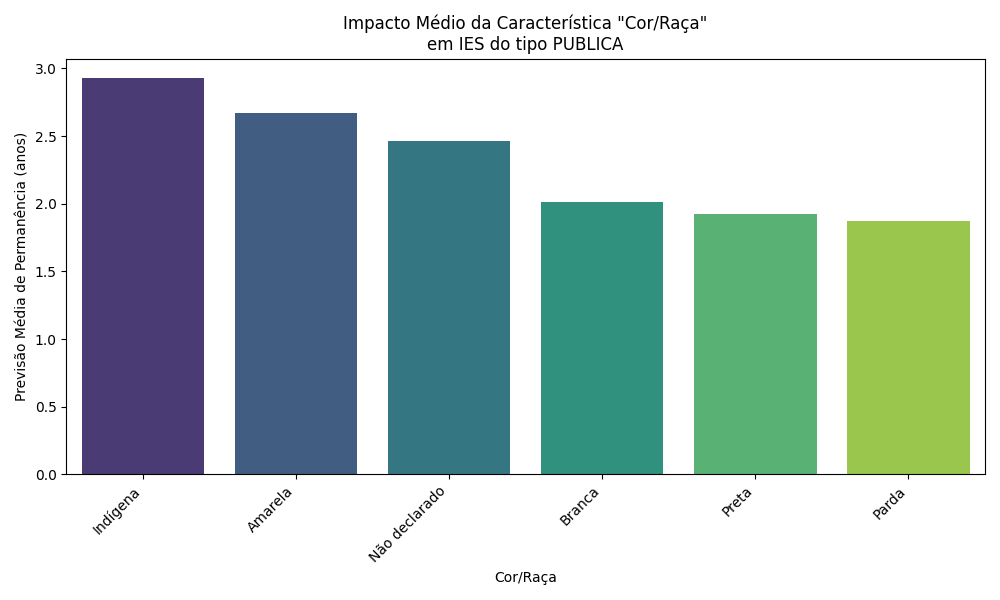 Impacto Médio da Característica "Cor/Raça"
em IES do tipo PUBLICA
Previsão Média de Permanência (anos)
3.0
2.5
2.0
1.5
1.0
0.5
0.0
Indígena
Amarela
Não declarado
Branca
Preta
Parda
Cor/Raça